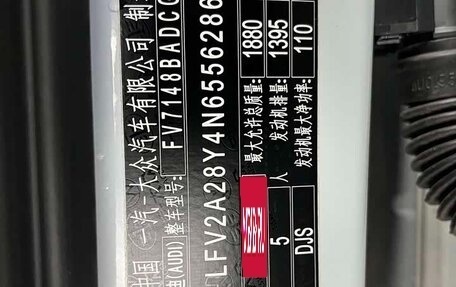 中国 一汽-大众汽车有限公司 制
(AUDI) 整车型号: FV7148BADCC
LFV2A28Y4N6556286
最大允许总质量: 1880
5 人 发动机排量: 1395
DJS 发动机最大净功率: 110